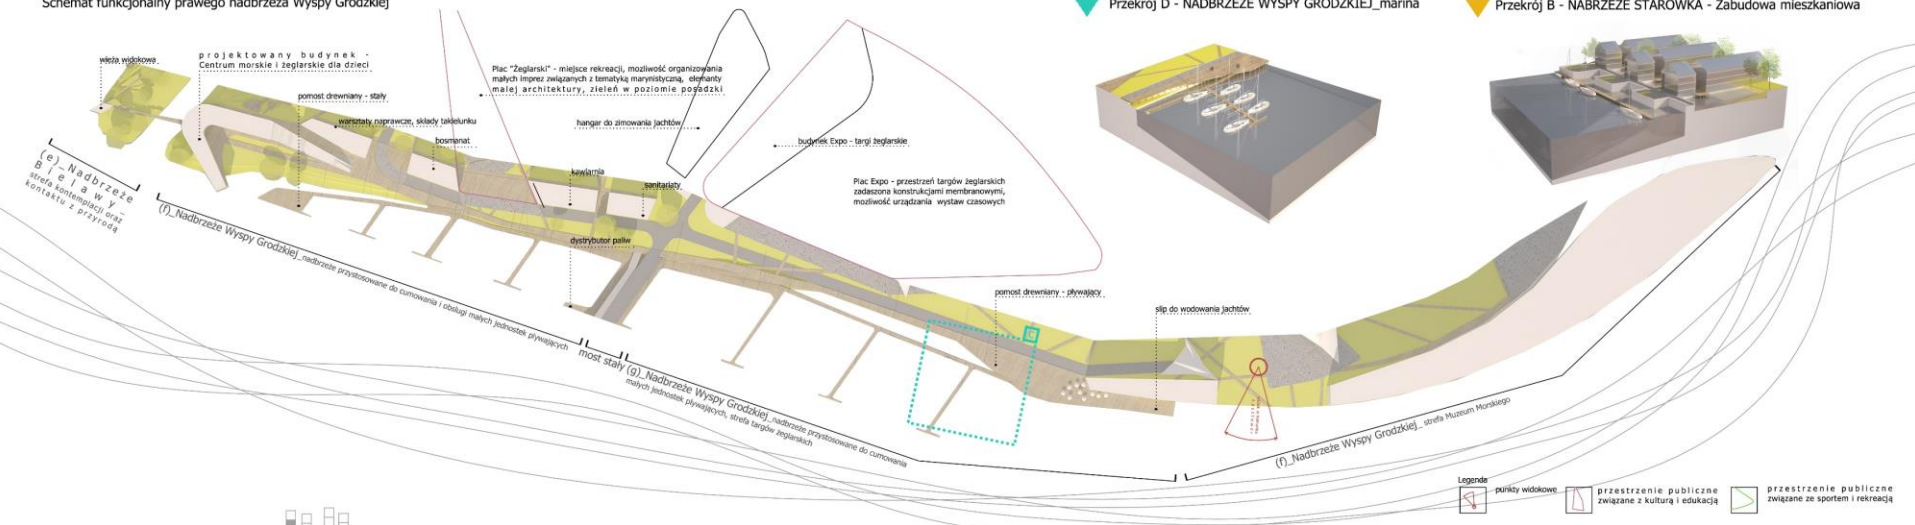 Schemat funkcjonalny prawego nadbrzeża Wyspy Grodzkiej
Przekrój D - NADBRZEŻE WYSPY GRODZKIEJ_marina
Przekrój B - NABRZEŻE STARÓWKA - Zabudowa mieszkaniowa
wieża widokowa
projektowany budynek -
Centrum morskie i żeglarskie dla dzieci
pomost drewniany - stały
warsztaty naprawcze, składy takielunku
bosmanat
Plac "Żeglarski" - miejsce rekreacji, możliwość organizowania
małych imprez związanych z tematyką marynistyczną, elemanty
małej architektury, zieleń w poziomie posadzki
hangar do zimowania jachtów
budynek Expo - targi żeglarskie
kawiarnia
sanitariaty
Plac Expo - przestrzeń targów żeglarskich
zadaszona konstrukcjami membranowymi,
możliwość urządzania wystaw czasowych
dystrybutor paliw
pomost drewniany - pływający
slip do wodowania jachtów
(e)_Nadbrzeże
Bielawy_
strefa kontemplacji oraz
kontaktu z przyrodą
(f)_Nadbrzeże Wyspy Grodzkiej_nadbrzeże przystosowane do cumowania i obsługi małych jednostek pływających
most stały
(g)_Nadbrzeże Wyspy Grodzkiej_nadbrzeże przystosowane do cumowania
małych jednostek pływających, strefa targów żeglarskich
(f)_Nadbrzeże Wyspy Grodzkiej_ strefa Muzeum Morskiego
Legenda
punkty widokowe
przestrzenie publiczne
związane z kulturą i edukacją
przestrzenie publiczne
związane ze sportem i rekreacją